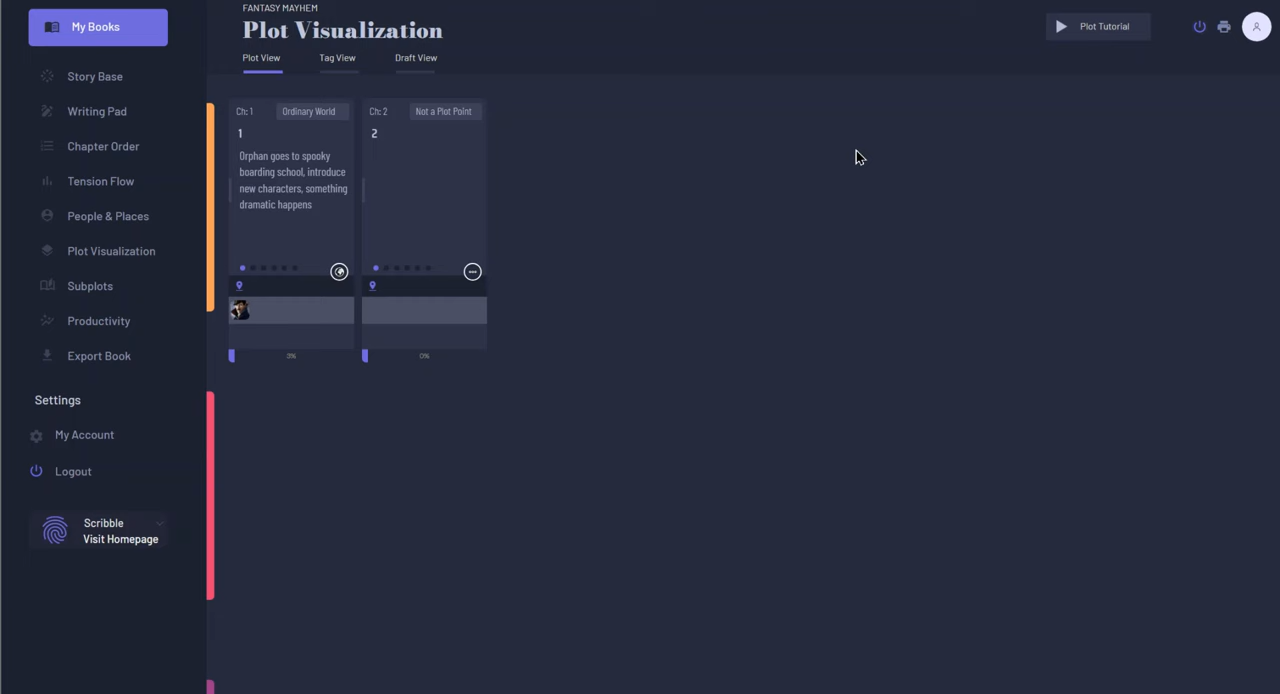 My Books
Story Base
Writing Pad
Chapter Order
Tension Flow
People & Places
Plot Visualization
Subplots
Productivity
Export Book
Settings
My Account
Logout
Scribble
Visit Homepage
FANTASY MAYHEM
Plot Visualization
Plot View
Tag View
Draft View
Plot Tutorial
Ch: 1
Ordinary World
1
Orphan goes to spooky
boarding school, introduce
new characters, something
dramatic happens
3%
Ch: 2
Not a Plot Point
2
0%